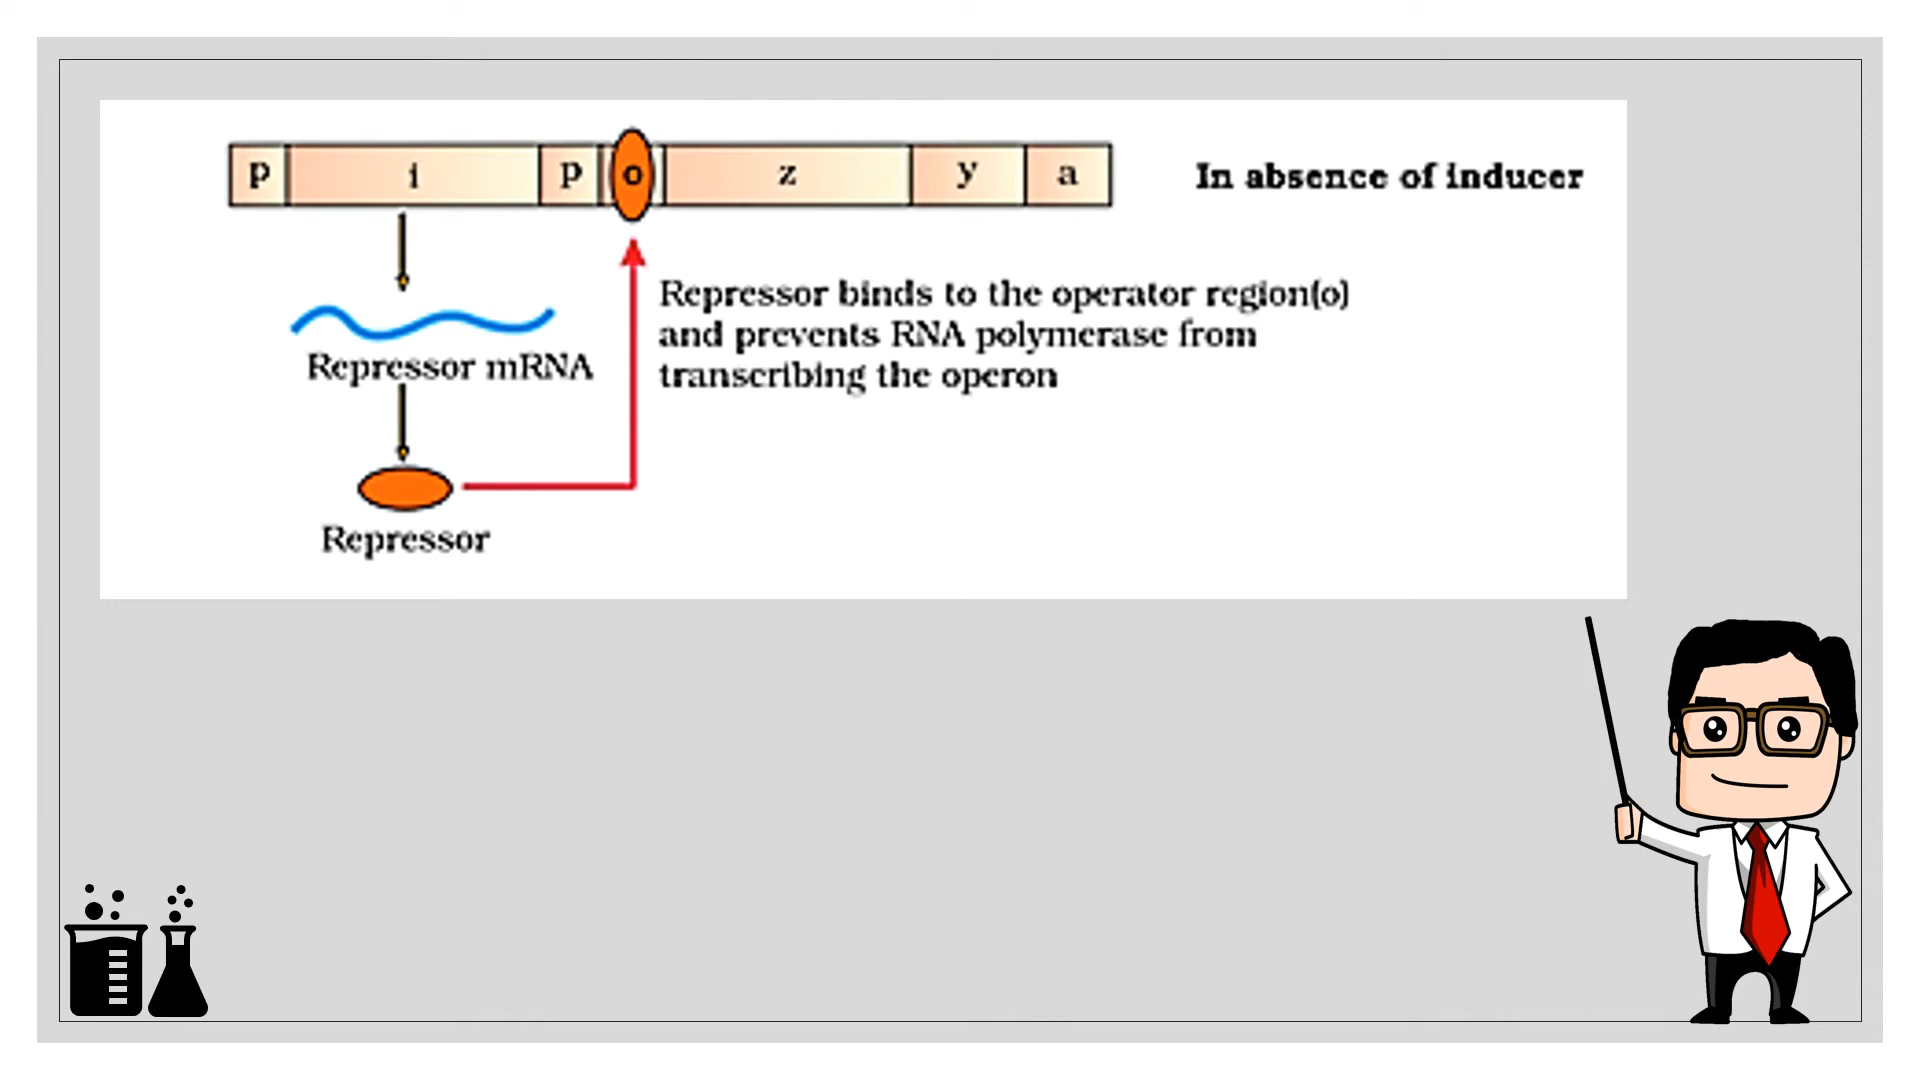 p i p o z y a In absence of inducer
Repressor binds to the operator region(o)
and prevents RNA polymerase from
transcribing the operon
Repressor mRNA
Repressor